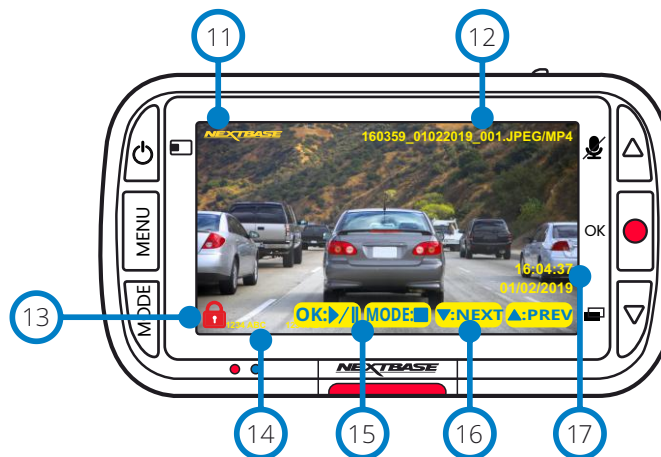 11
12
NEXTBASE
160359_01022019_001.JPEG/MP4
MENU
OK
16:04:37
01/02/2019
13
MODE
OK:▶/II
MODE:■
▼:NEXT
▲:PREV
NEXTBASE
14
15
16
17